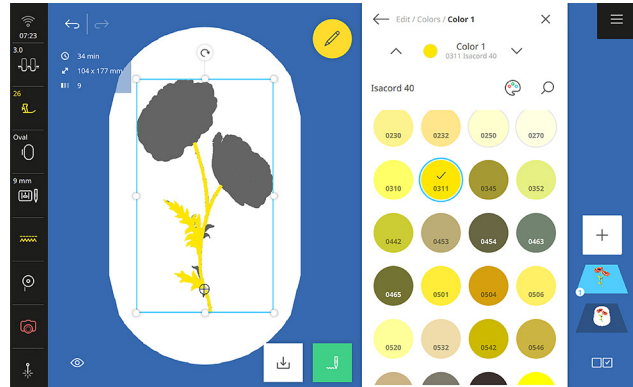 07:23
3.0
26
Oval
9 mm
34 min
104 x 177 mm
9
Edit / Colors / Color 1
Color 1
0311 Isacord 40
Isacord 40
0230 0232 0250 0270
0310 0311 0345 0352
0442 0453 0454 0463
0465 0501 0504 0506
0520 0532 0542 0546
1